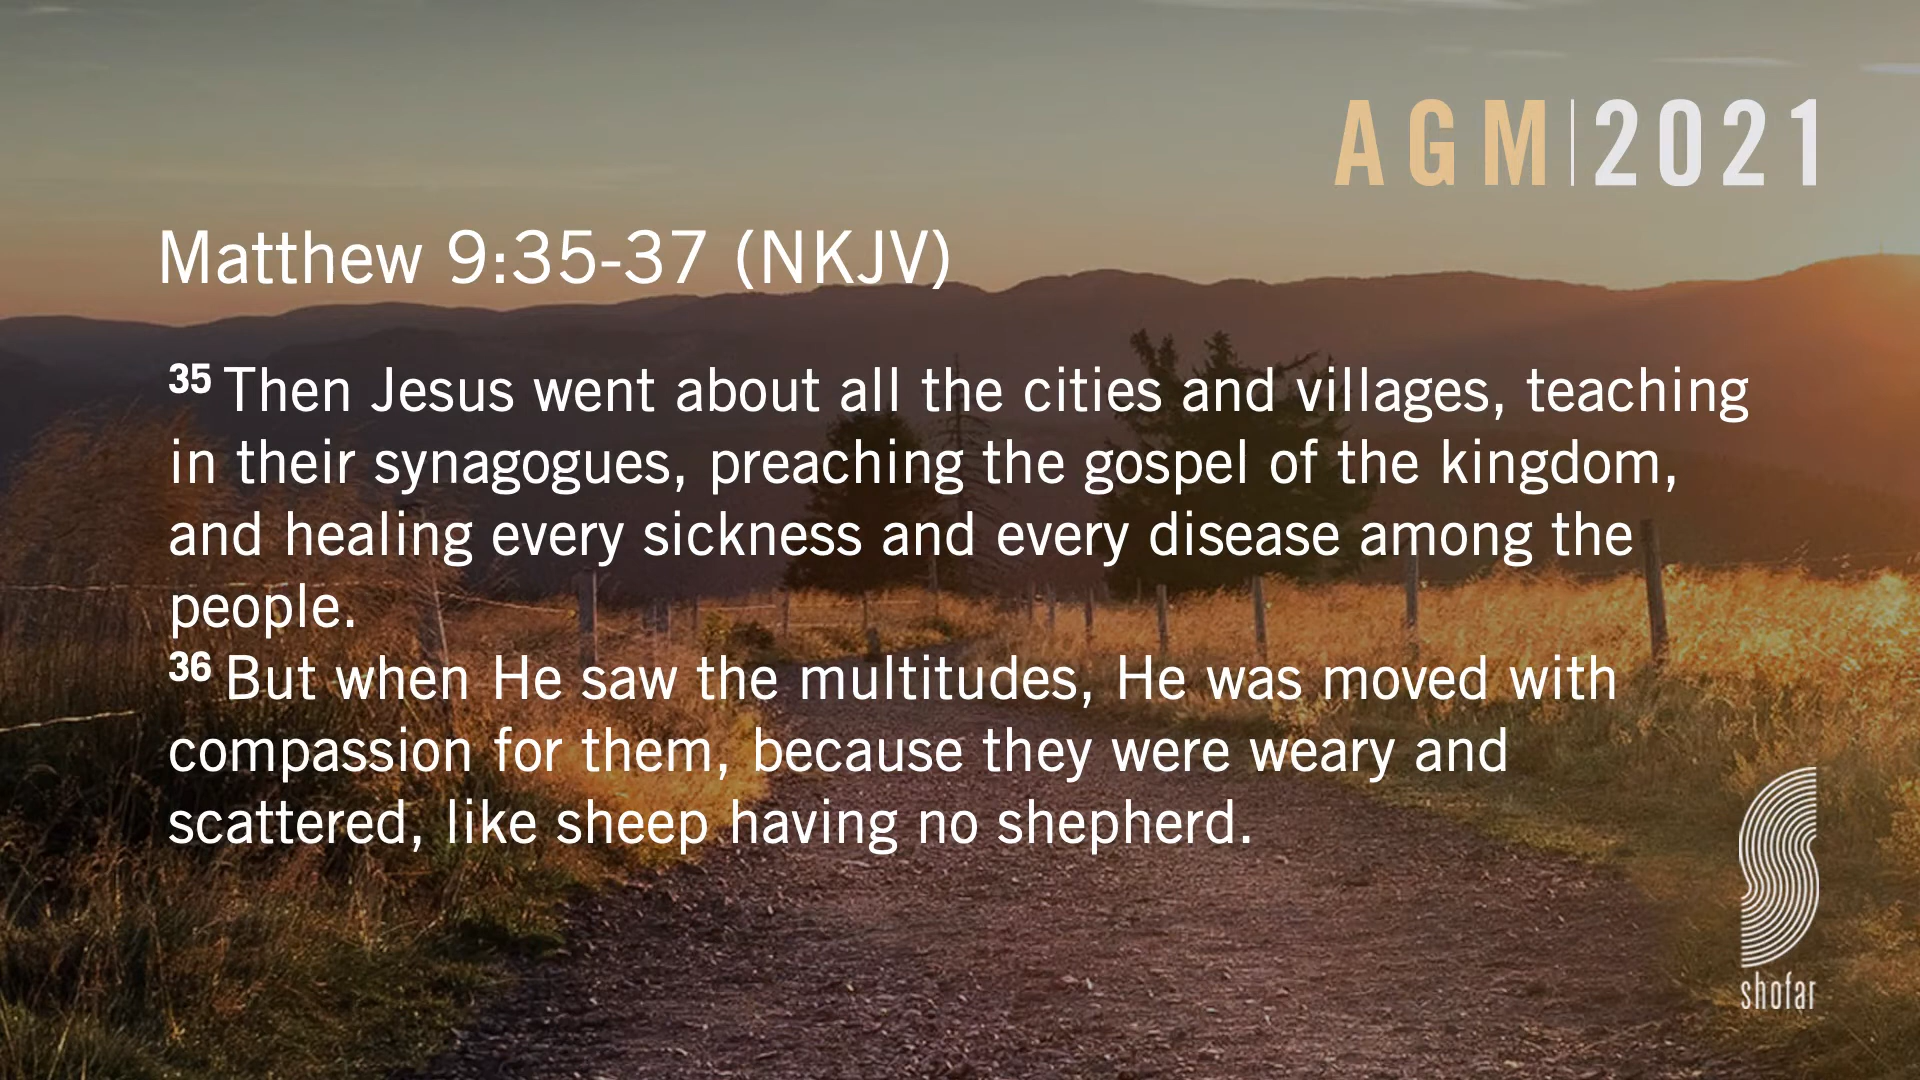 AGM|2021
Matthew 9:35-37 (NKJV)
35 Then Jesus went about all the cities and villages, teaching
in their synagogues, preaching the gospel of the kingdom,
and healing every sickness and every disease among the
people.
36 But when He saw the multitudes, He was moved with
compassion for them, because they were weary and
scattered, like sheep having no shepherd.
shofar